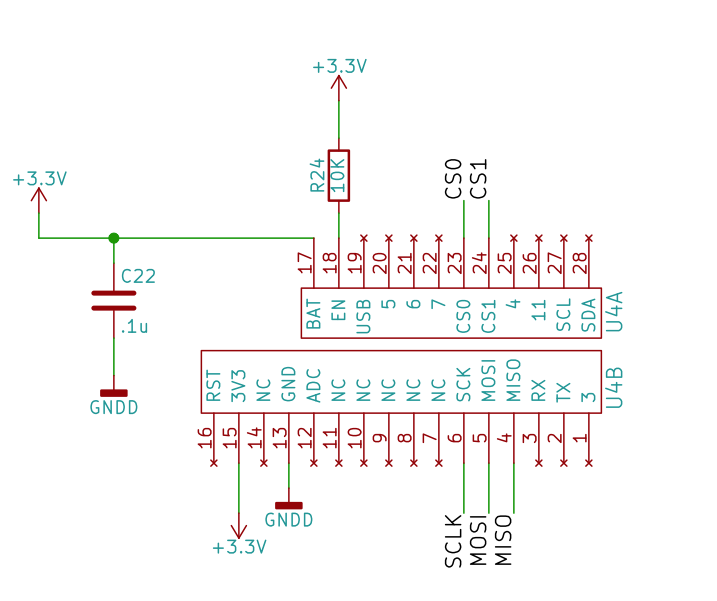 +3.3V
+3.3V
R24
10K
CS0
CS1
C22
.1u
GNDD
17
18
19
20
21
22
23
24
25
26
27
28
BAT
EN
USB
5
6
7
CS0
CS1
4
11
SCL
SDA
U4A
RST
3V3
NC
GND
ADC
NC
NC
NC
NC
NC
SCK
MOSI
MISO
RX
TX
3
U4B
16
15
14
13
12
11
10
9
8
7
6
5
4
3
2
1
GNDD
+3.3V
SCLK
MOSI
MISO